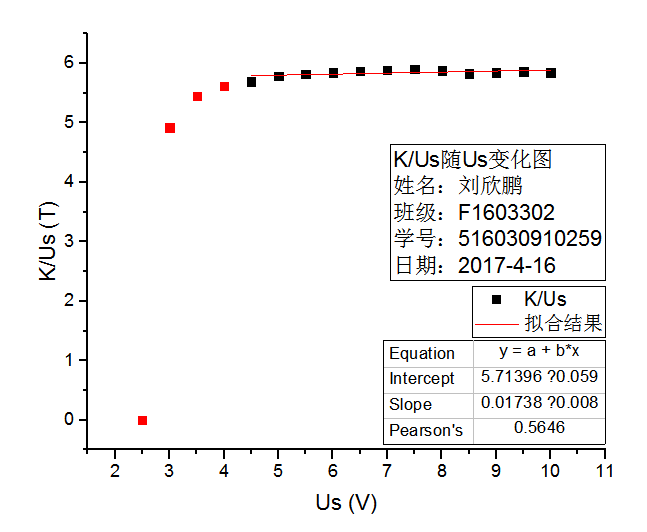 6
5
4
3
2
1
0
K/Us (T)
2 3 4 5 6 7 8 9 10 11
Us (V)
K/Us随Us变化图
姓名：刘欣鹏
班级：F1603302
学号：516030910259
日期：2017-4-16
K/Us
拟合结果
Equation y = a + b*x
Intercept 5.71396 ?0.059
Slope 0.01738 ?0.008
Pearson's 0.5646